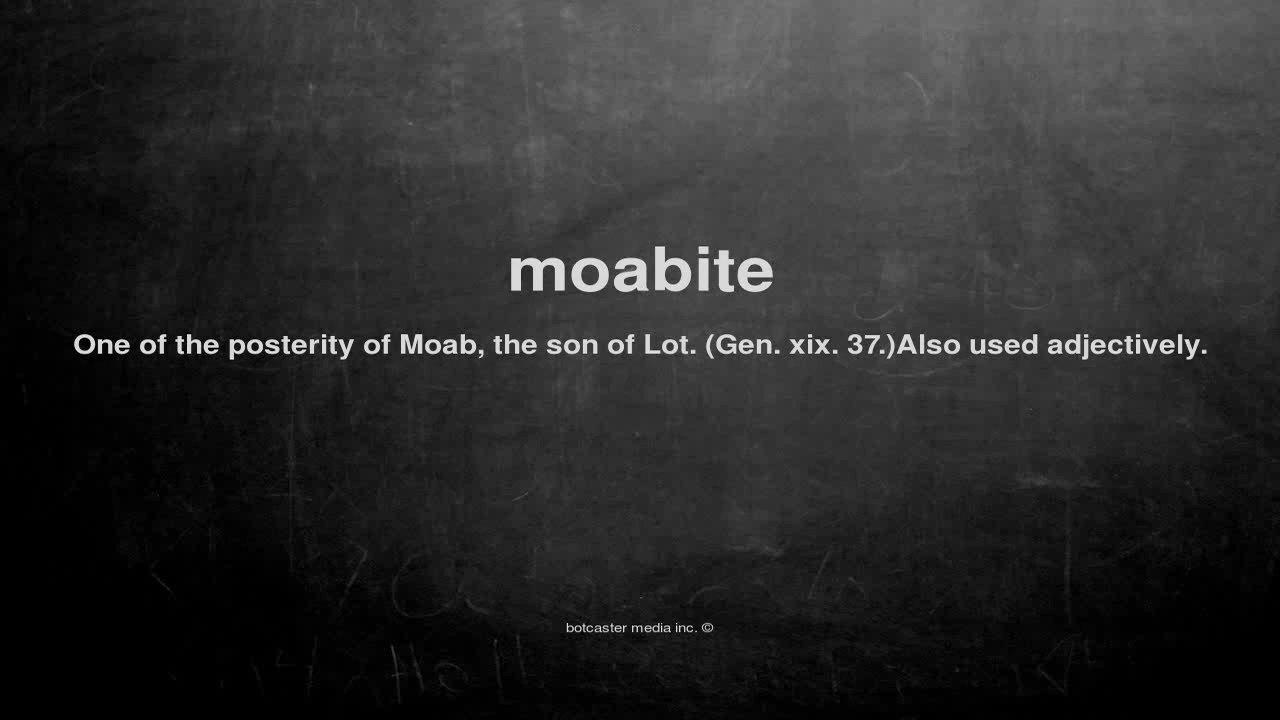 moabite
One of the posterity of Moab, the son of Lot. (Gen. xix. 37.)Also used adjectively.
botcaster media inc. ©